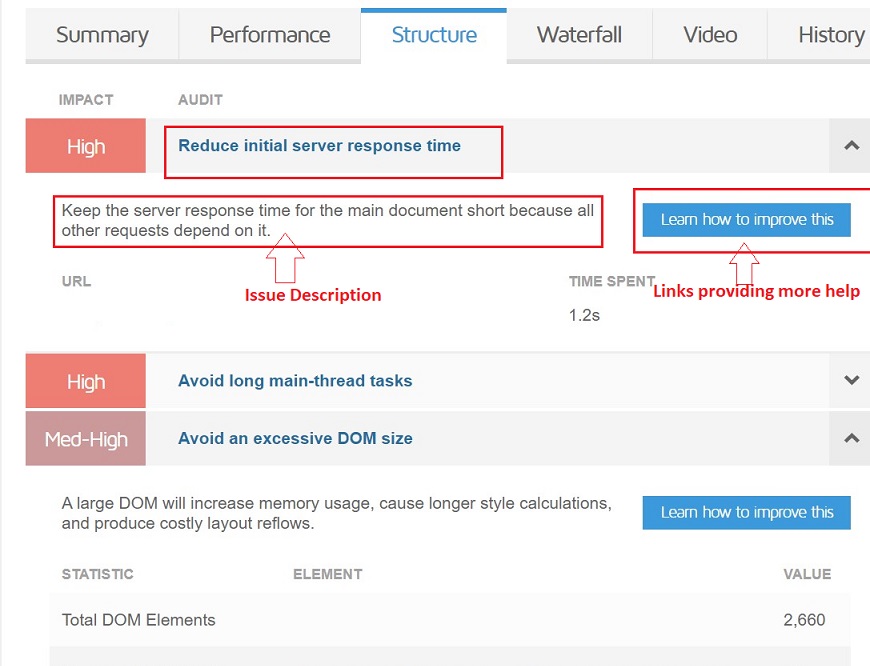 Summary Performance Structure Waterfall Video History
IMPACT AUDIT
High Reduce initial server response time
Keep the server response time for the main document short because all
other requests depend on it.
Learn how to improve this
Issue Description
Links providing more help
URL TIME SPENT
1.2s
High Avoid long main-thread tasks
Med-High Avoid an excessive DOM size
A large DOM will increase memory usage, cause longer style calculations,
and produce costly layout reflows.
Learn how to improve this
STATISTIC ELEMENT VALUE
Total DOM Elements 2,660